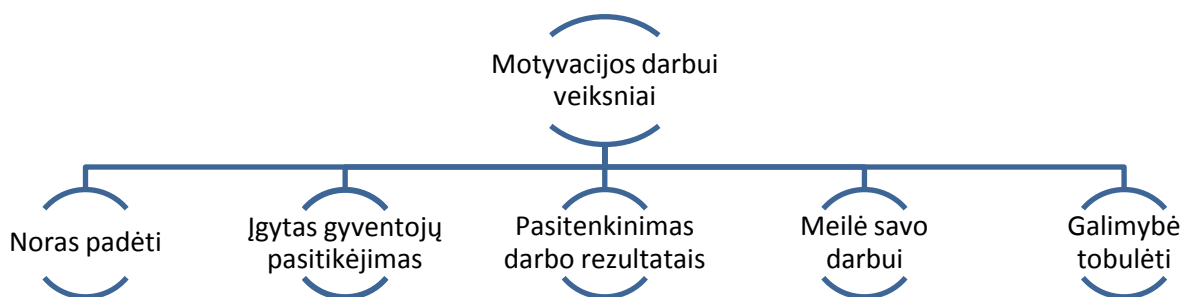 Motyvacijos darbui
veiksniai
Noras padėti
Įgytas gyventojų
pasitikėjimas
Pasitenkinimas
darbo rezultatais
Meilė savo
darbui
Galimybė
tobulėti